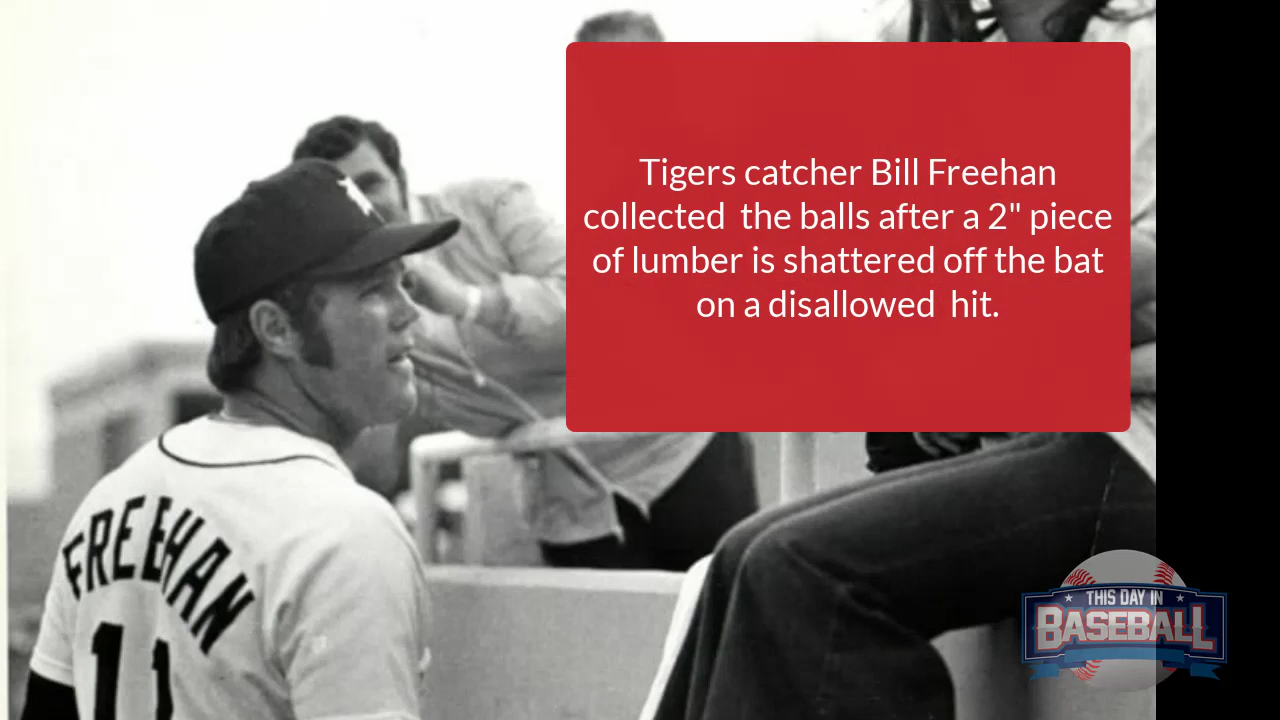 Tigers catcher Bill Freehan
collected  the balls after a 2" piece
of lumber is shattered off the bat
on a disallowed  hit.
FREEHAN
11
THIS DAY IN
BASEBALL